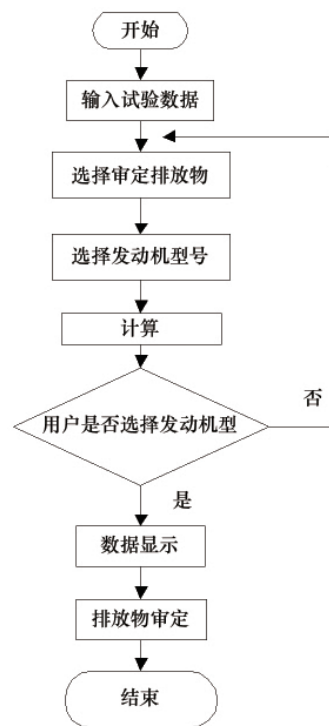 开始
输入试验数据
选择审定排放物
选择发动机型号
计算
用户是否选择发动机型
否
是
数据显示
排放物审定
结束